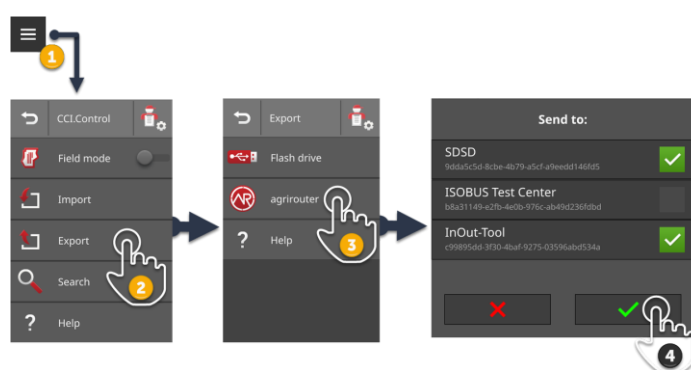 1
CCI.Control
Field mode
Import
Export
2
Search
? Help
Export
Flash drive
agrirouter
3
? Help
Send to:
SDSD
9dda5c5d-8cbe-4b79-a5cf-a9eedd146fd5
ISOBUS Test Center
b8a31149-e2fb-4e0b-976c-ab49d236fdbd
InOut-Tool
c99895dd-3f30-4baf-9275-03596abd534a
4